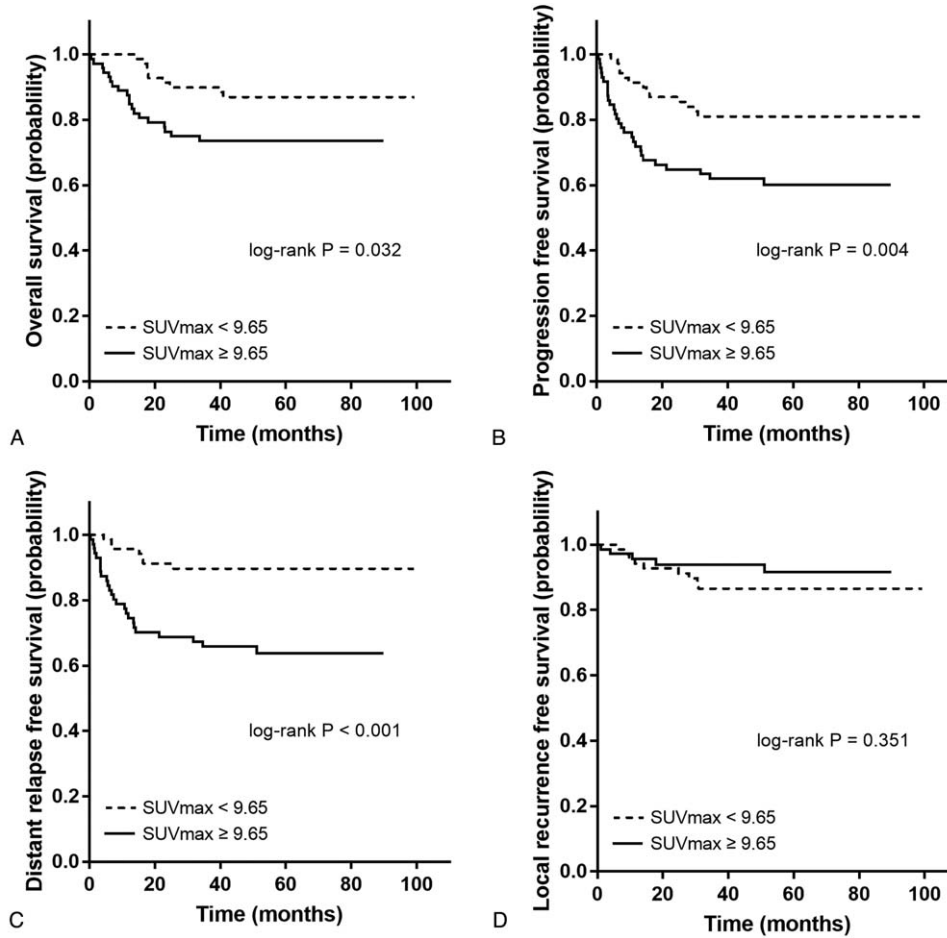 Overall survival (probablility)
1.0
0.8
0.6
0.4
0.2
0.0
log-rank P = 0.032
SUVmax < 9.65
SUVmax ≥ 9.65
0 20 40 60 80 100
Time (months)
A
Progression free survival (probablility)
1.0
0.8
0.6
0.4
0.2
0.0
log-rank P = 0.004
SUVmax < 9.65
SUVmax ≥ 9.65
0 20 40 60 80 100
Time (months)
B
Distant relapse free survival (probablility)
1.0
0.8
0.6
0.4
0.2
0.0
log-rank P < 0.001
SUVmax < 9.65
SUVmax ≥ 9.65
0 20 40 60 80 100
Time (months)
C
Local recurrence free survival (probablility)
1.0
0.8
0.6
0.4
0.2
0.0
log-rank P = 0.351
SUVmax < 9.65
SUVmax ≥ 9.65
0 20 40 60 80 100
Time (months)
D